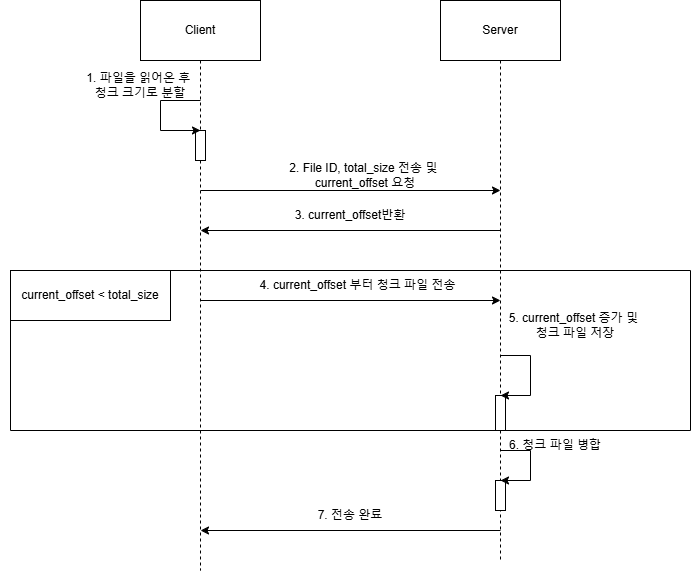 Client
Server
1. 파일을 읽어온 후
청크 크기로 분할
2. File ID, total_size 전송 및
current_offset 요청
3. current_offset반환
current_offset < total_size
4. current_offset 부터 청크 파일 전송
5. current_offset 증가 및
청크 파일 저장
6. 청크 파일 병합
7. 전송 완료